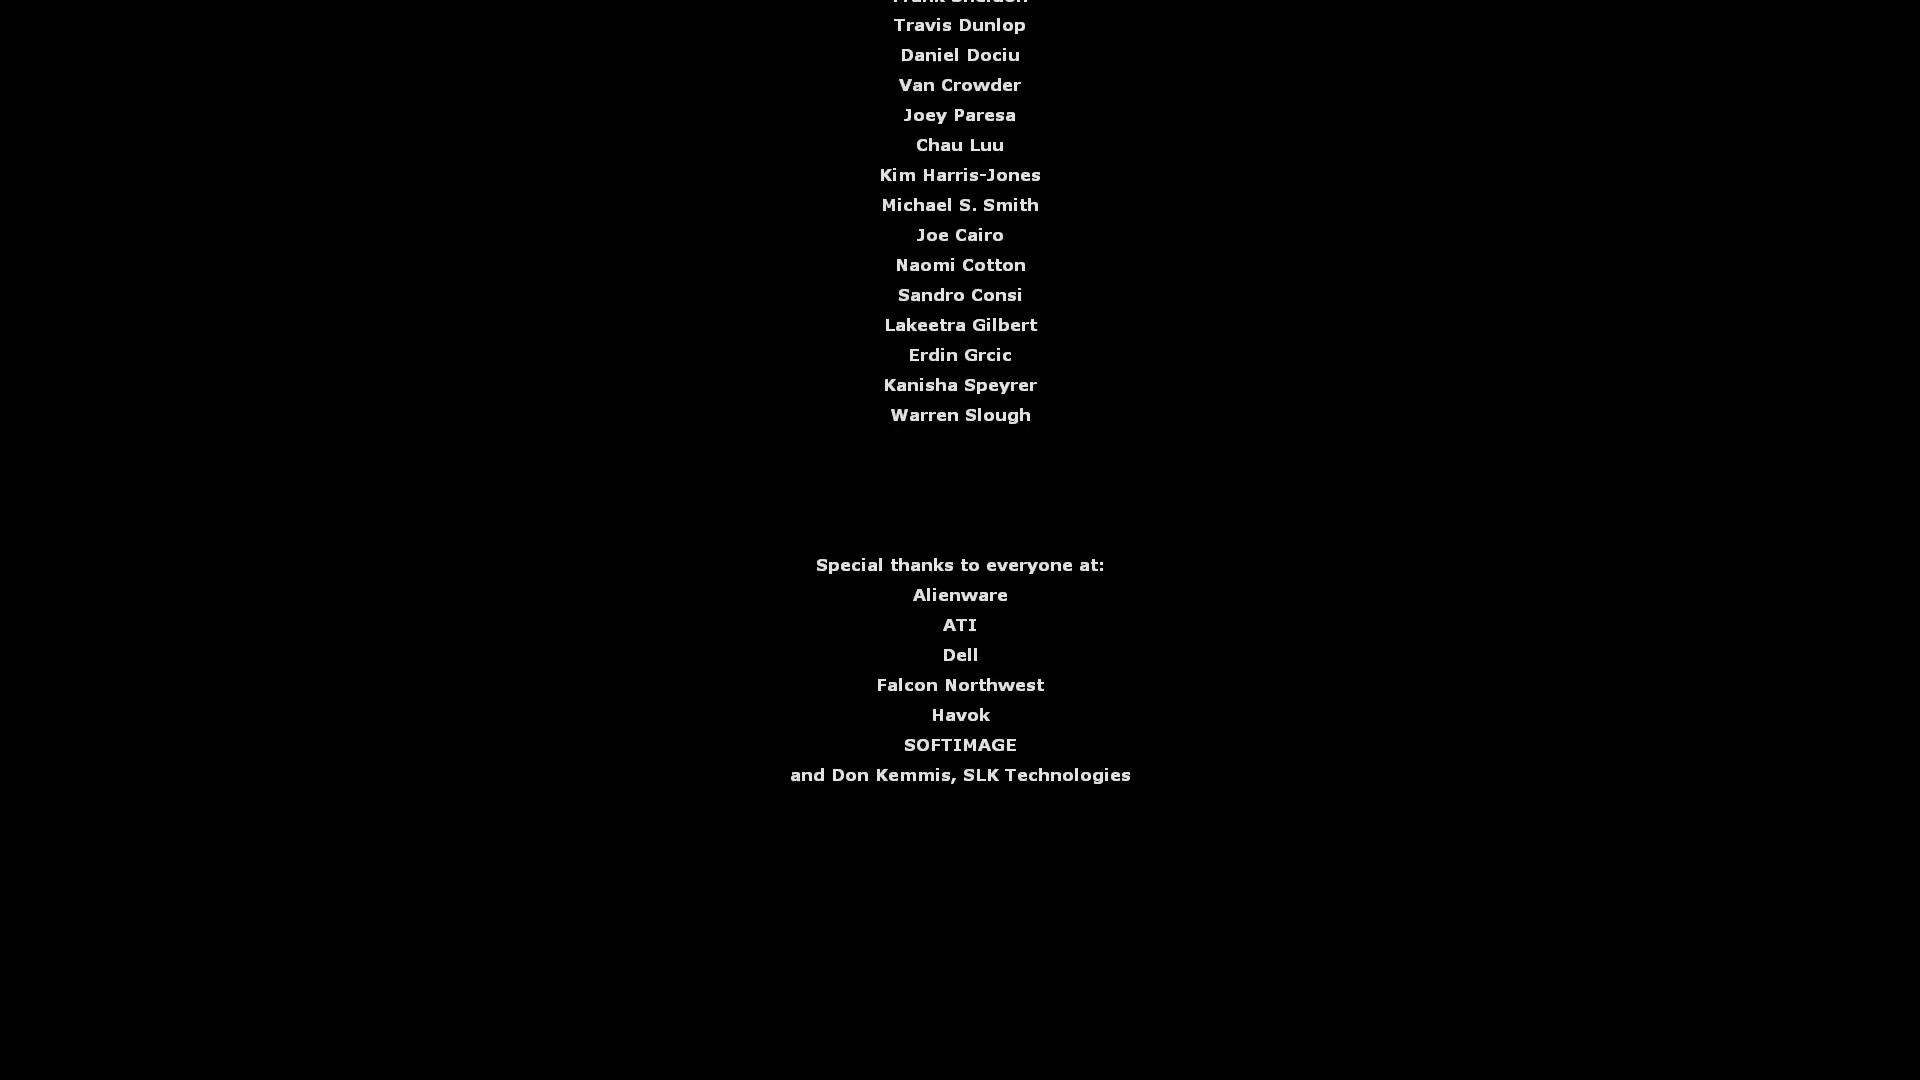 Frank Sheldon
Travis Dunlop
Daniel Dociu
Van Crowder
Joey Paresa
Chau Luu
Kim Harris-Jones
Michael S. Smith
Joe Cairo
Naomi Cotton
Sandro Consi
Lakeetra Gilbert
Erdin Grcic
Kanisha Speyrer
Warren Slough
Special thanks to everyone at:
Alienware
ATI
Dell
Falcon Northwest
Havok
SOFTIMAGE
and Don Kemmis, SLK Technologies